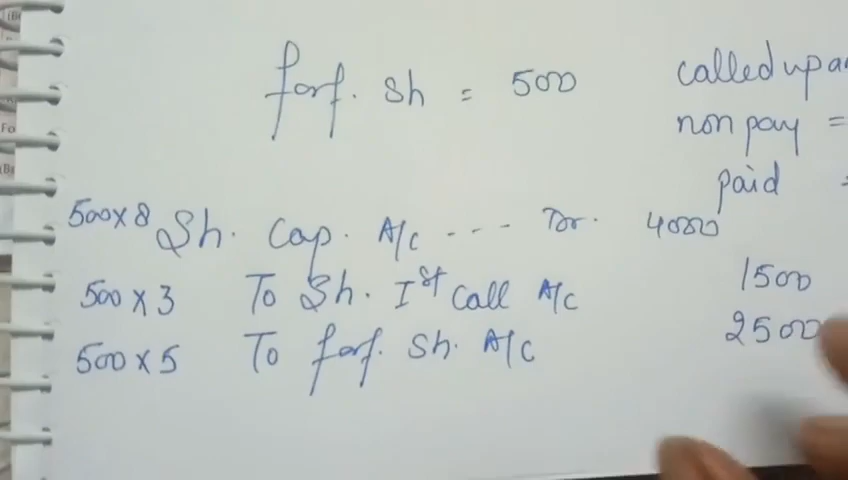 forf. Sh = 500
called up
non pay =
paid =
500x8 Sh. Cap. A/c --- Dr. 4000
500 x 3 To Sh. Ist Call A/c 1500
500 x 5 To forf. Sh. A/c 2500